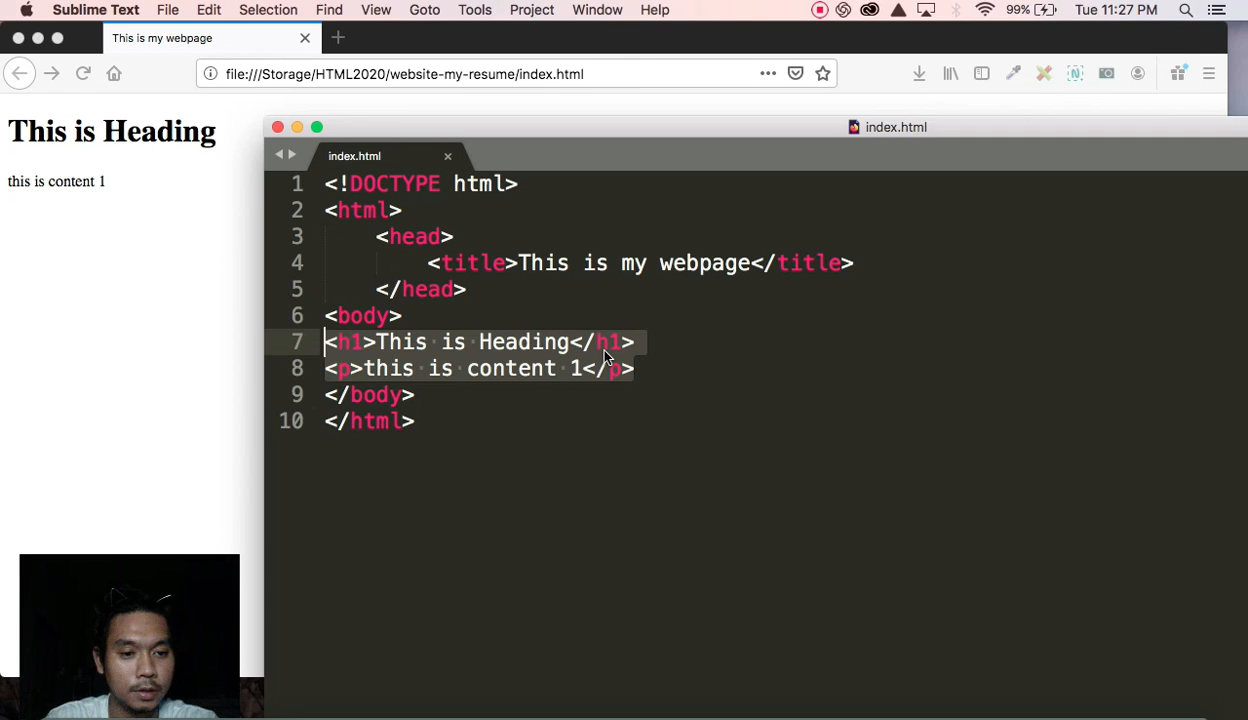 Sublime Text File Edit Selection Find View Goto Tools Project Window Help 99% Tue 11:27 PM
This is my webpage
file:///Storage/HTML2020/website-my-resume/index.html
This is Heading
this is content 1
index.html
index.html
1 <!DOCTYPE html>
2 <html>
3 <head>
4 <title>This is my webpage</title>
5 </head>
6 <body>
7 <h1>This is Heading</h1>
8 <p>this is content 1</p>
9 </body>
10 </html>